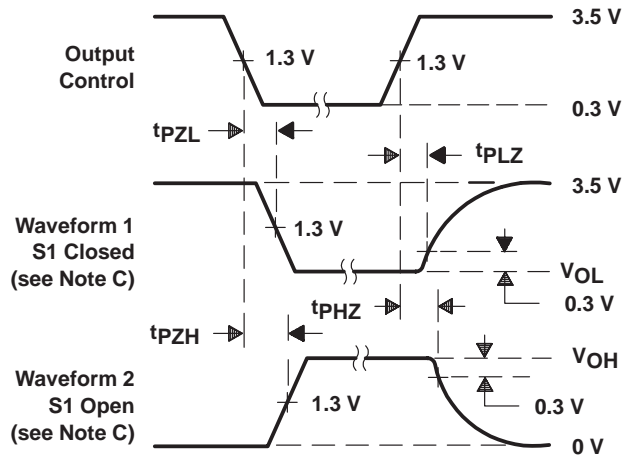 3.5 V
Output
Control
1.3 V
1.3 V
0.3 V
tPZL
tPLZ
3.5 V
Waveform 1
S1 Closed
(see Note C)
1.3 V
VOL
0.3 V
tPHZ
tPZH
VOH
Waveform 2
S1 Open
(see Note C)
1.3 V
0.3 V
0 V